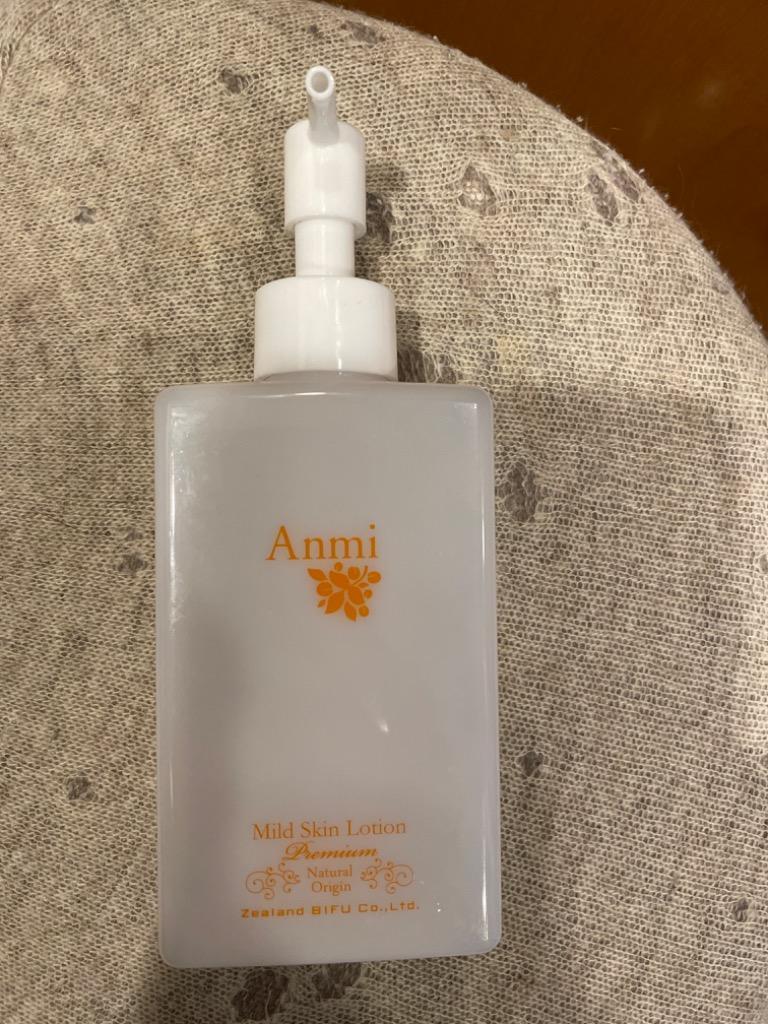 Anmi
Mild Skin Lotion
Premium
Natural
Origin
Zealand BIFU Co.,Ltd.